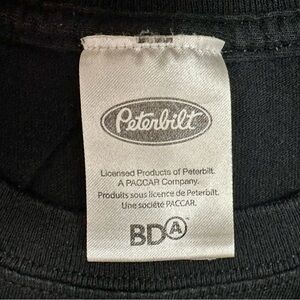 Peterbilt
Licensed Products of Peterbilt.
A PACCAR Company.
Produits sous licence de Peterbilt.
Une société PACCAR.
BDA